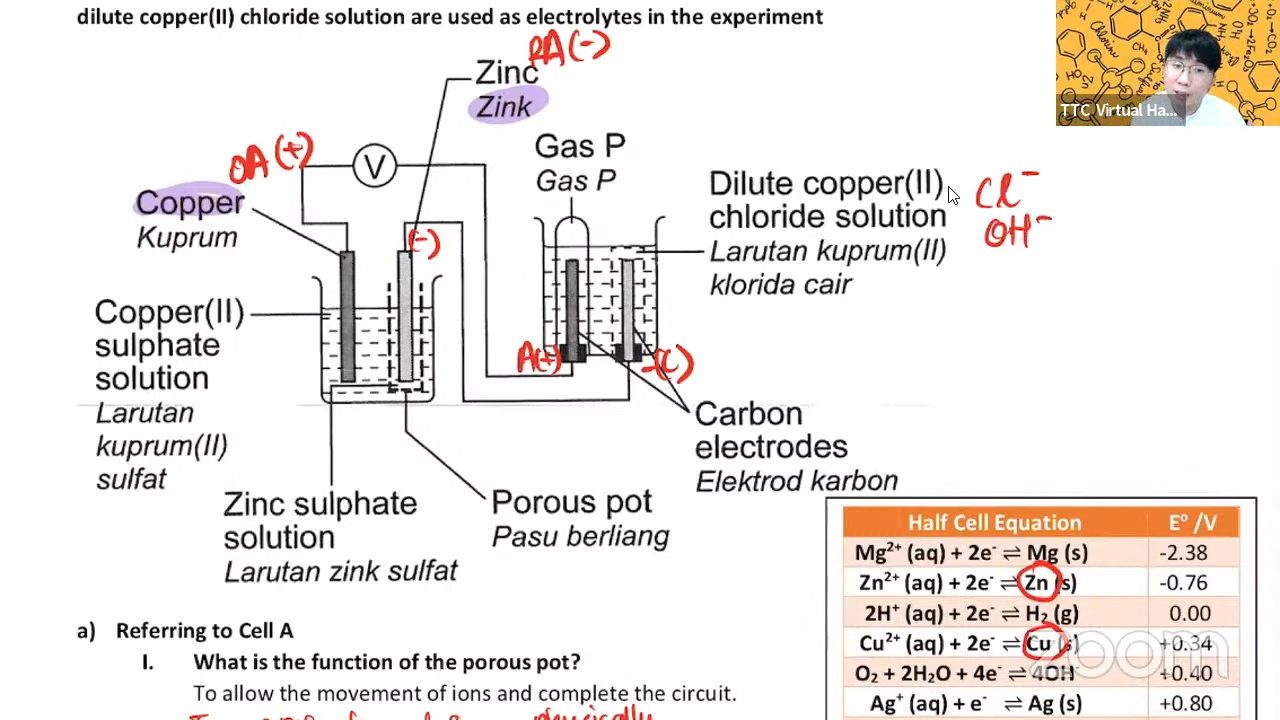 dilute copper(II) chloride solution are used as electrolytes in the experiment
RA (-)
Zinc
Zink
OA (+)
V
Gas P
Gas P
Copper
Kuprum
(-)
Dilute copper(II)
chloride solution
Larutan kuprum(II)
klorida cair
Cl⁻
OH⁻
Copper(II)
sulphate
solution
Larutan
kuprum(II)
sulfat
A(+)
Carbon
electrodes
Elektrod karbon
Zinc sulphate
solution
Larutan zink sulfat
Porous pot
Pasu berliang
Half Cell Equation E° /V
Mg²⁺ (aq) + 2e⁻ ⇌ Mg (s) -2.38
Zn²⁺ (aq) + 2e⁻ ⇌ Zn (s) -0.76
2H⁺ (aq) + 2e⁻ ⇌ H₂ (g) 0.00
Cu²⁺ (aq) + 2e⁻ ⇌ Cu (s) +0.34
O₂ + 2H₂O + 4e⁻ ⇌ 4OH⁻ +0.40
Ag⁺ (aq) + e⁻ ⇌ Ag (s) +0.80
zoom
a) Referring to Cell A
I. What is the function of the porous pot?
To allow the movement of ions and complete the circuit.
physically
TTC Virtual Ha...